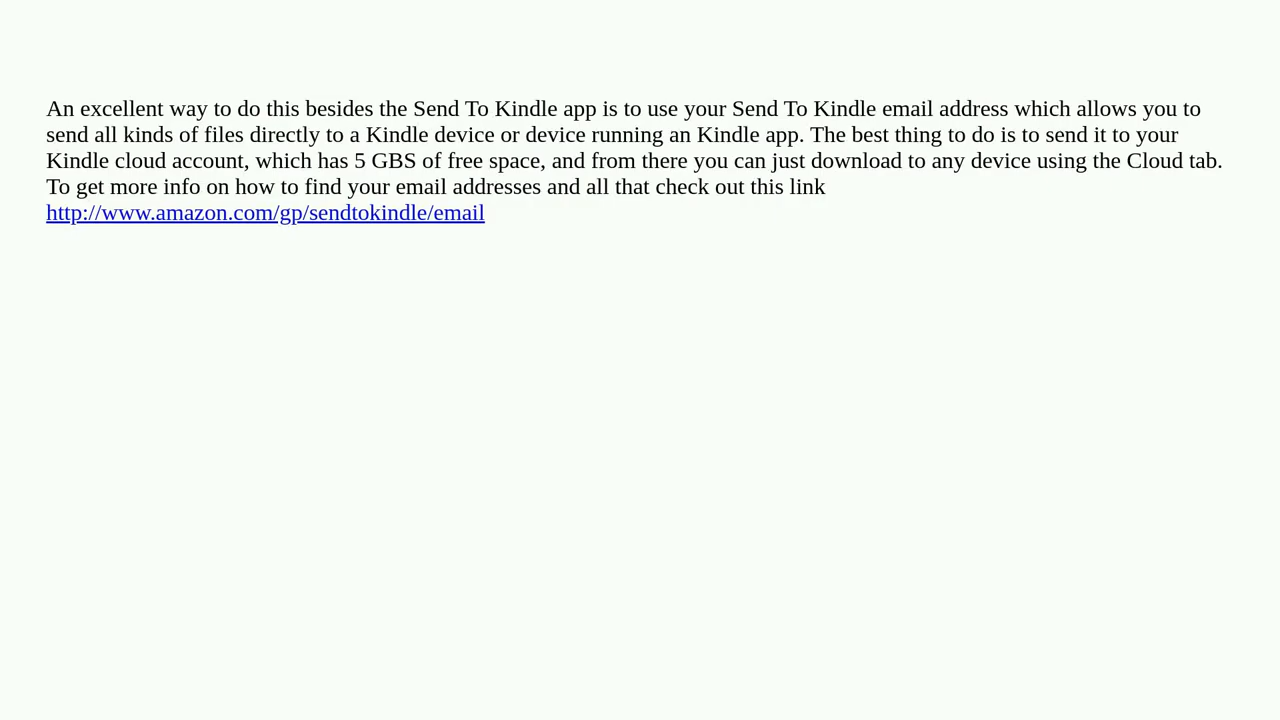 An excellent way to do this besides the Send To Kindle app is to use your Send To Kindle email address which allows you to
send all kinds of files directly to a Kindle device or device running an Kindle app. The best thing to do is to send it to your
Kindle cloud account, which has 5 GBS of free space, and from there you can just download to any device using the Cloud tab.
To get more info on how to find your email addresses and all that check out this link
http://www.amazon.com/gp/sendtokindle/email